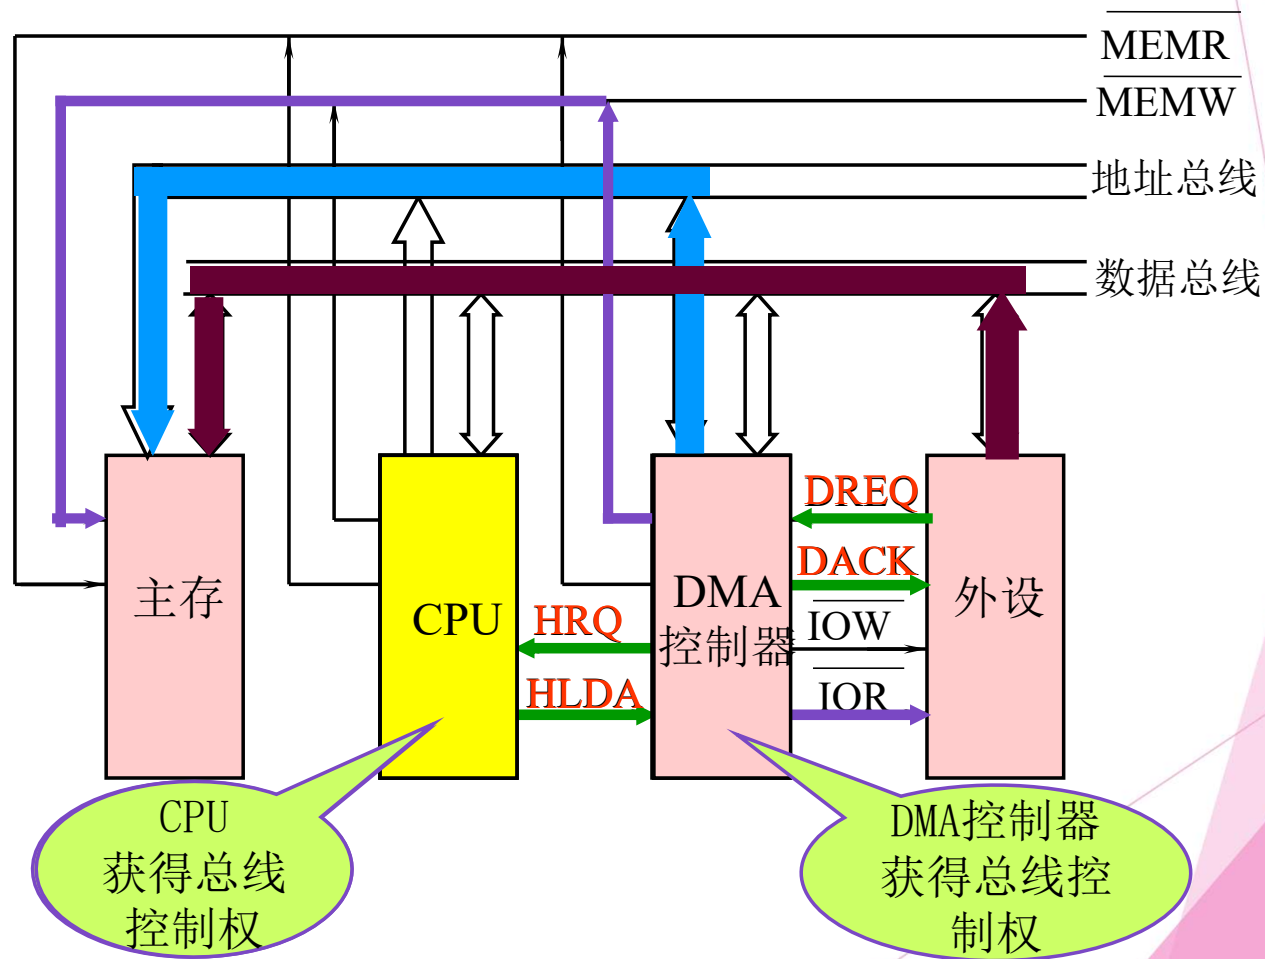 MEMR
MEMW
地址总线
数据总线
DREQ
DACK
主存
CPU
HRQ
HLDA
DMA
控制器
IOW
IOR
外设
CPU
获得总线
控制权
DMA控制器
获得总线控
制权